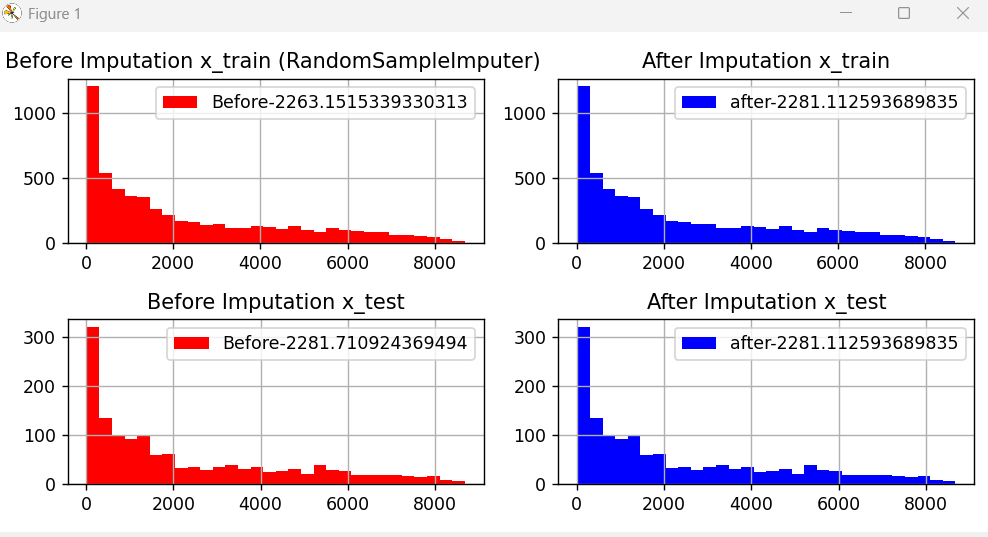 Figure 1
Before Imputation x_train (RandomSampleImputer)
Before-2263.1515339330313
1000
500
0
0 2000 4000 6000 8000
After Imputation x_train
after-2281.112593689835
1000
500
0
0 2000 4000 6000 8000
Before Imputation x_test
Before-2281.710924369494
300
200
100
0
0 2000 4000 6000 8000
After Imputation x_test
after-2281.112593689835
300
200
100
0
0 2000 4000 6000 8000